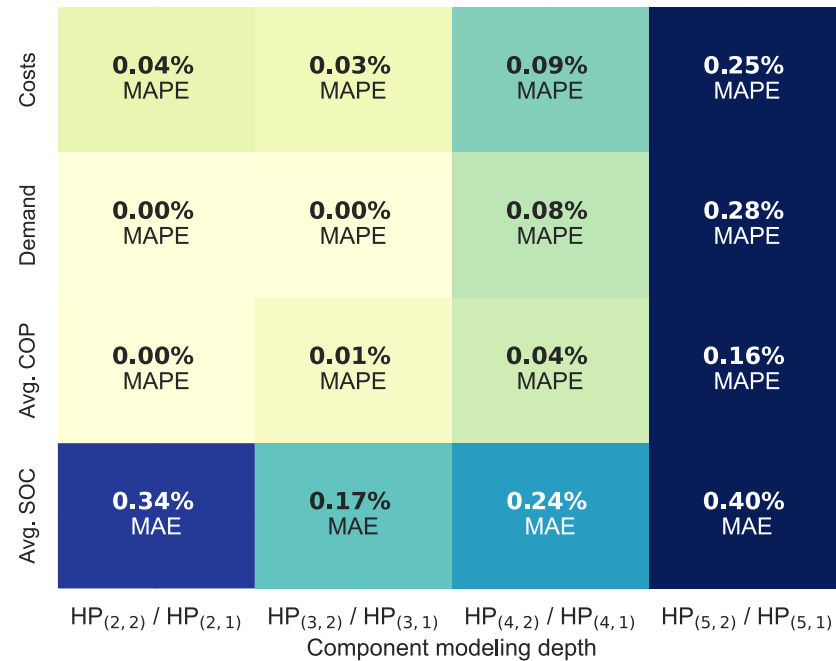 Costs
0.04% 0.03% 0.09% 0.25%
MAPE MAPE MAPE MAPE
Demand
0.00% 0.00% 0.08% 0.28%
MAPE MAPE MAPE MAPE
Avg. COP
0.00% 0.01% 0.04% 0.16%
MAPE MAPE MAPE MAPE
Avg. SOC
0.34% 0.17% 0.24% 0.40%
MAE MAE MAE MAE
HP(2, 2) / HP(2, 1) HP(3, 2) / HP(3, 1) HP(4, 2) / HP(4, 1) HP(5, 2) / HP(5, 1)
Component modeling depth